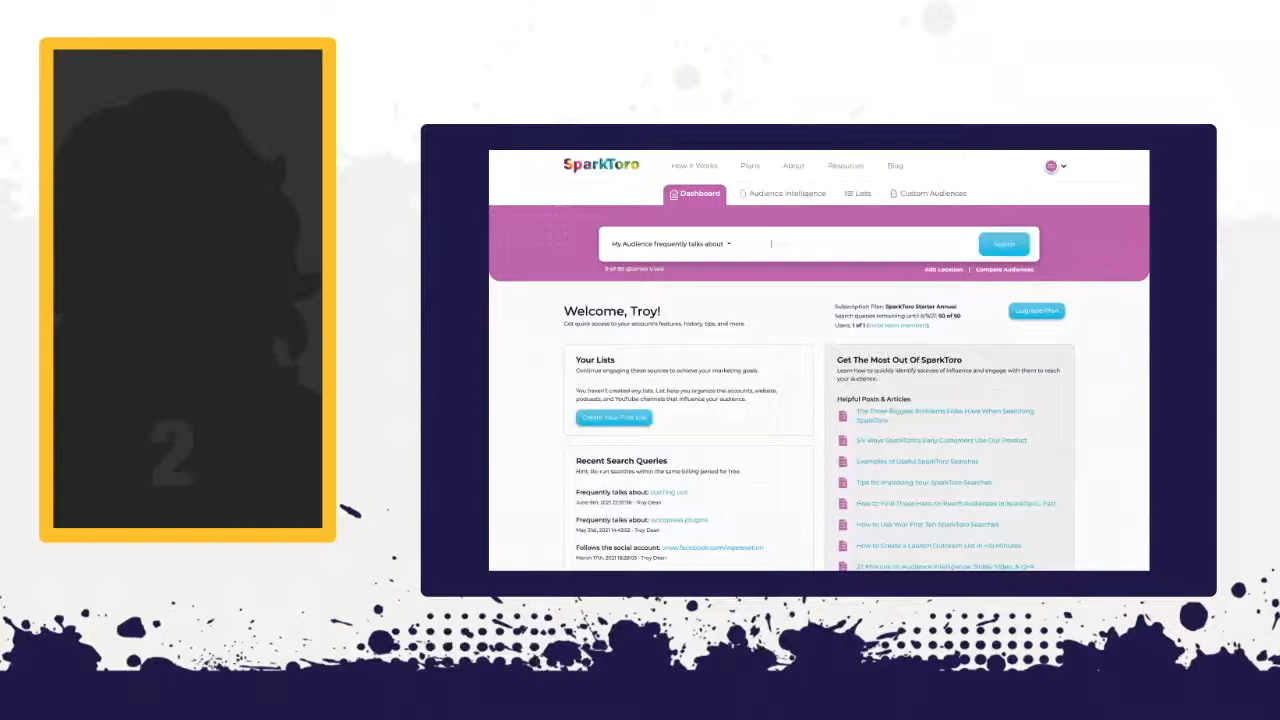 SparkToro
How It Works
Plans
About
Resources
Blog
Dashboard
Audience Intelligence
Lists
Custom Audiences
My Audience frequently talks about
Search
0 of 50 queries Used
Add Location | Compare Audiences
Welcome, Troy!
Get quick access to your account's features, history, tips, and more.
Subscription Plan: SparkToro Starter Annual
Search queries remaining until 6/9/21: 50 of 50
Users: 1 of 1 (invite team members)
Upgrade Plan
Your Lists
Continue engaging these sources to achieve your marketing goals.
You haven't created any lists. List help you organize the accounts, website,
podcasts, and YouTube channels that influence your audience.
Create Your First List
Recent Search Queries
Hint: Re-run searches within the same billing period for free.
Frequently talks about: starting out
June 9th, 2021 22:57:36 - Troy Dean
Frequently talks about: wordpress plugins
May 31st, 2021 14:43:52 - Troy Dean
Follows the social account: www.facebook.com/wpelevation
March 17th, 2021 18:28:03 - Troy Dean
Get The Most Out Of SparkToro
Learn how to quickly identify sources of influence and engage with them to reach
your audience.
Helpful Posts & Articles
The Three Biggest Problems Folks Have When Searching
SparkToro
Six Ways SparkToro's Early Customers Use Our Product
Examples of Useful SparkToro Searches
Tips for Improving Your SparkToro Searches
How to Find Those Hard-to-Reach Audiences in SparkToro... Fast
How to Use Your First Ten SparkToro Searches
How to Create a Launch Outreach List in <10 Minutes
Minutes on Audience Intelligence: Slides, Video, & Q+A
2